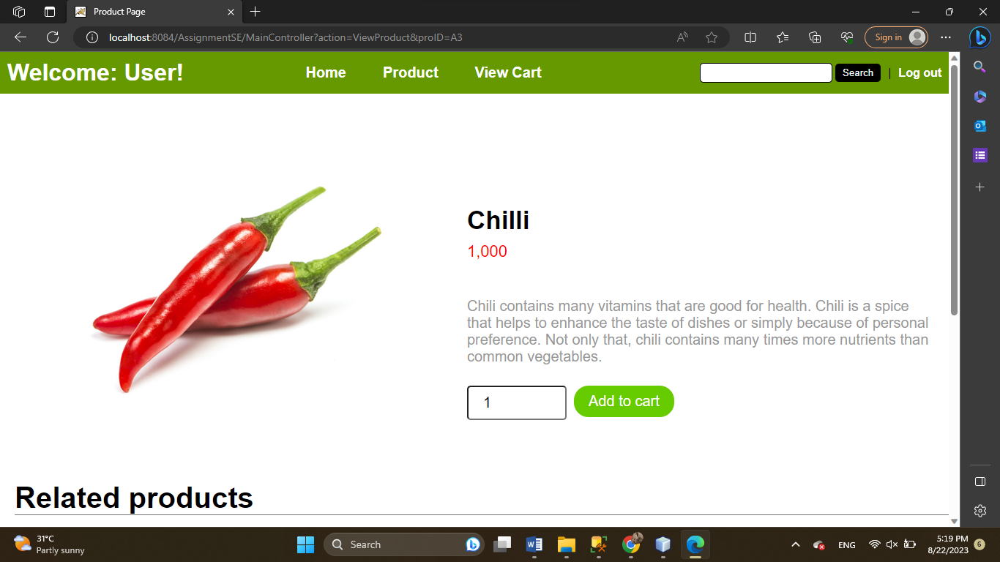 Product Page
localhost:8084/AssignmentSE/MainController?action=ViewProduct&proID=A3
Sign in
Welcome: User!
Home
Product
View Cart
Search
|
Log out
Chilli
1,000
Chili contains many vitamins that are good for health. Chili is a spice
that helps to enhance the taste of dishes or simply because of personal
preference. Not only that, chili contains many times more nutrients than
common vegetables.
1
Add to cart
Related products
31°C
Partly sunny
Search
ENG
5:19 PM
8/22/2023
6